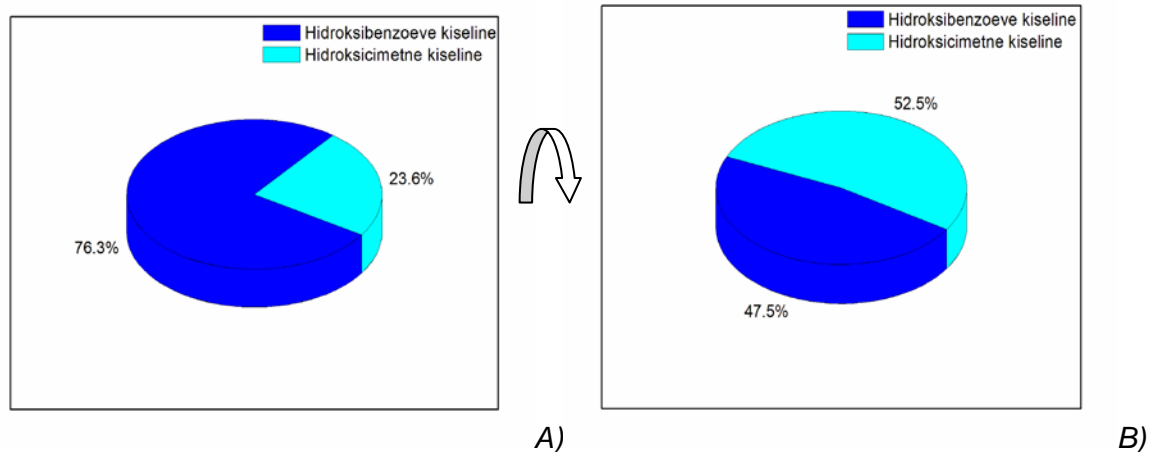 Hidroksibenzoeve kiseline
Hidroksicimetne kiseline
23.6%
76.3%
A)
Hidroksibenzoeve kiseline
Hidroksicimetne kiseline
52.5%
47.5%
B)